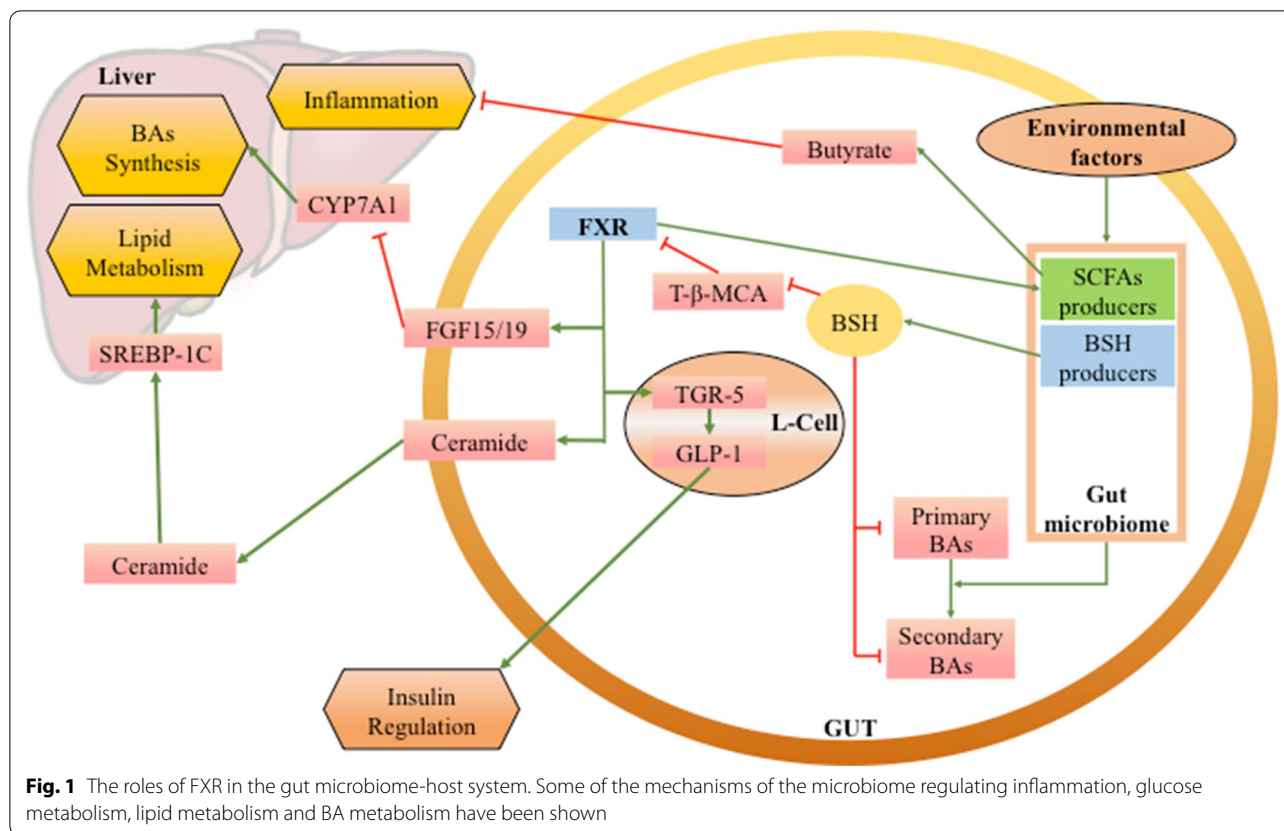 Liver
BAs
Synthesis
Lipid
Metabolism
SREBP-1C
Ceramide
Inflammation
CYP7A1
FGF15/19
Ceramide
Insulin
Regulation
FXR
T-β-MCA
TGR-5
L-Cell
GLP-1
Butyrate
BSH
Environmental
factors
SCFAs
producers
BSH
producers
Gut
microbiome
Primary
BAs
Secondary
BAs
GUT
Fig. 1 The roles of FXR in the gut microbiome-host system. Some of the mechanisms of the microbiome regulating inflammation, glucose
metabolism, lipid metabolism and BA metabolism have been shown